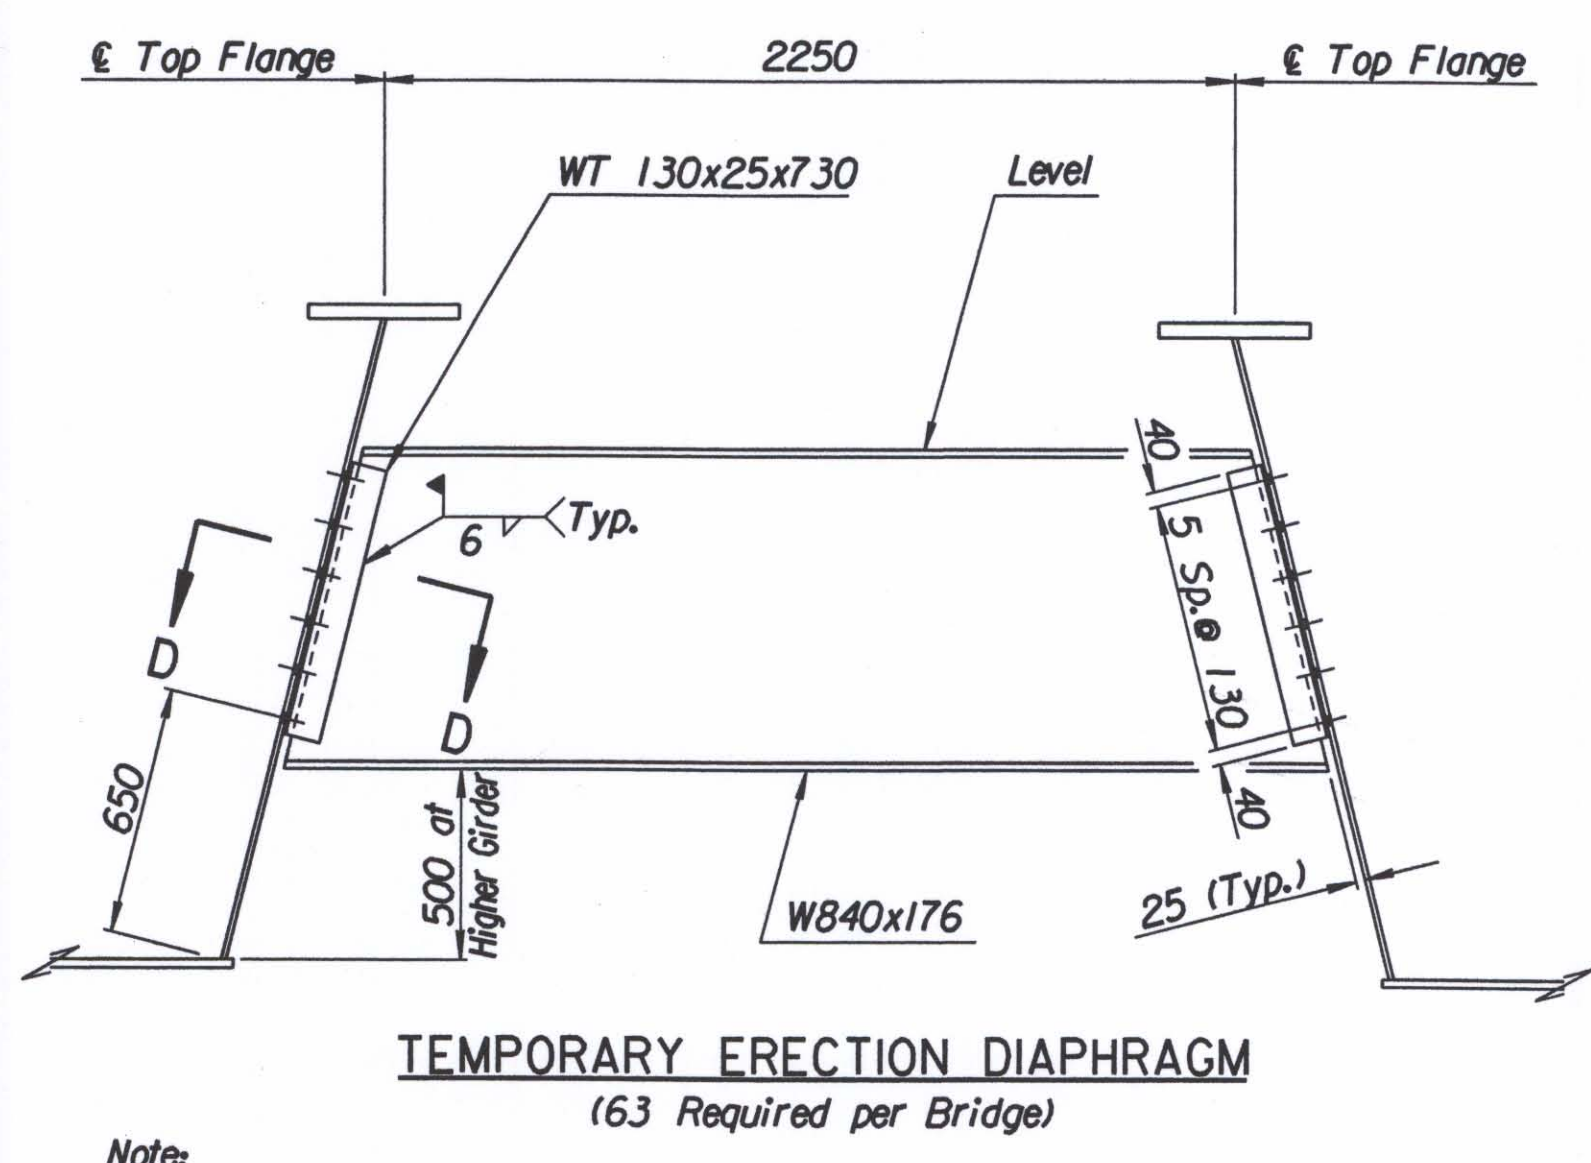 ℄ Top Flange
2250
℄ Top Flange
WT 130x25x730
Level
40
6
Typ.
5 Sp.@ 130
D
D
650
500 at
Higher Girder
40
25 (Typ.)
W840x176
TEMPORARY ERECTION DIAPHRAGM
(63 Required per Bridge)
Note: